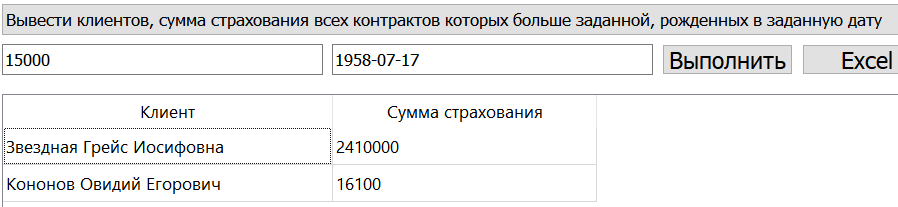 Вывести клиентов, сумма страхования всех контрактов которых больше заданной, рожденных в заданную дату
15000 1958-07-17 Выполнить Excel
Клиент Сумма страхования
Звездная Грейс Иосифовна 2410000
Кононов Овидий Егорович 16100